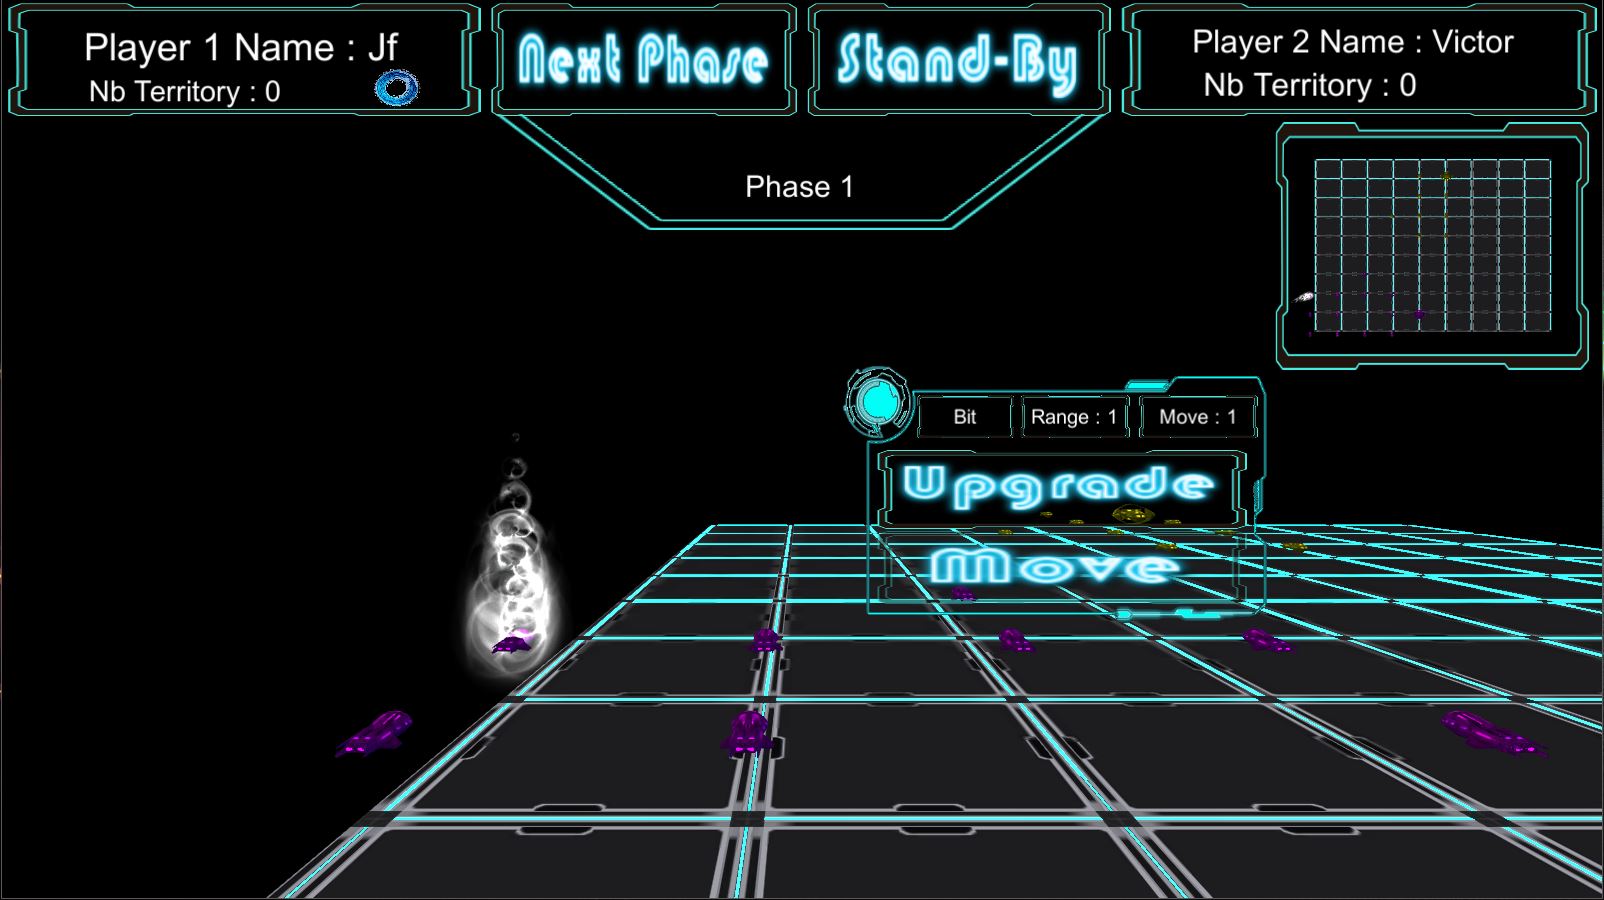 Player 1 Name : Jf
Nb Territory : 0
Next Phase
Stand-By
Player 2 Name : Victor
Nb Territory : 0
Phase 1
Bit
Range : 1
Move : 1
Upgrade
Move